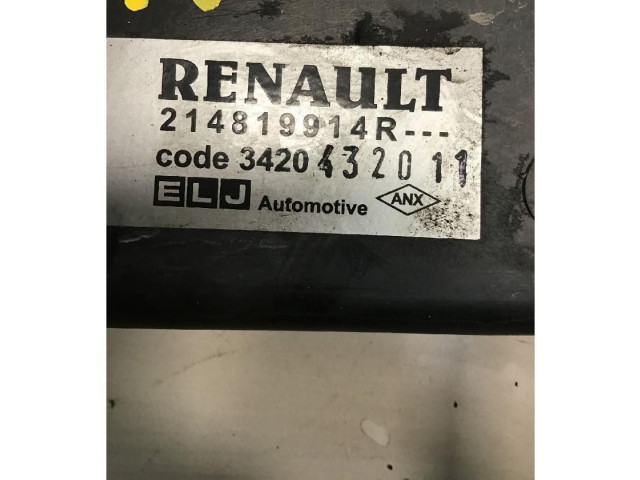 RENAULT
214819914R---
code 3420432011
ELJ Automotive ANX